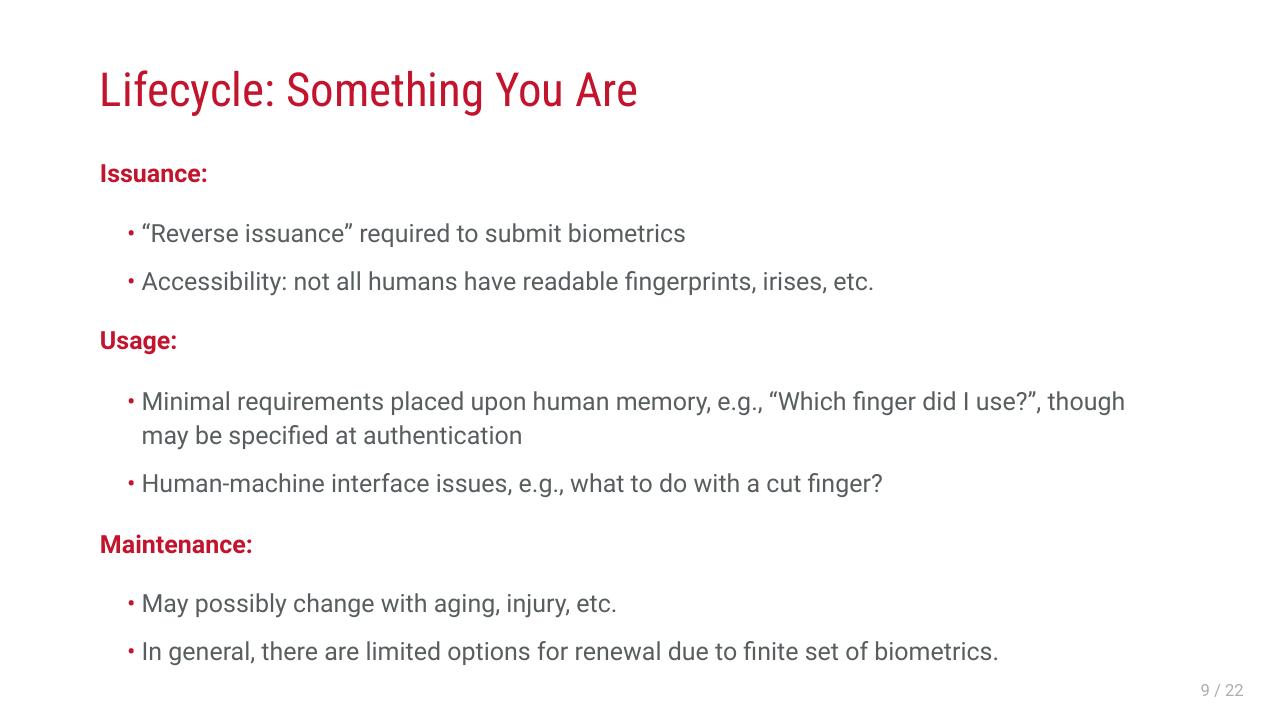 Lifecycle: Something You Are
Issuance:
• “Reverse issuance” required to submit biometrics
• Accessibility: not all humans have readable fingerprints, irises, etc.
Usage:
• Minimal requirements placed upon human memory, e.g., “Which finger did I use?”, though
may be specified at authentication
• Human-machine interface issues, e.g., what to do with a cut finger?
Maintenance:
• May possibly change with aging, injury, etc.
• In general, there are limited options for renewal due to finite set of biometrics.
9 / 22